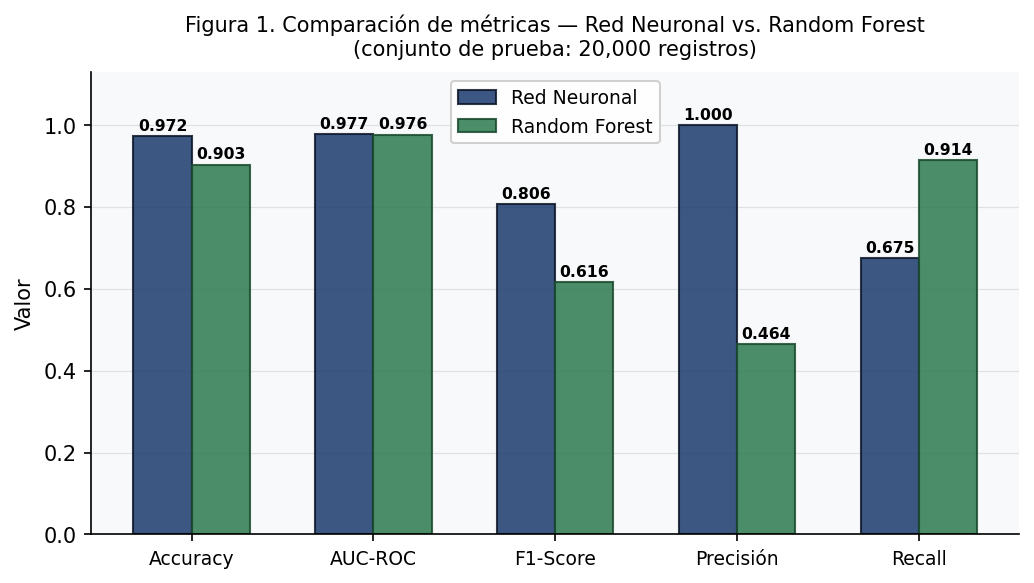 Figura 1. Comparación de métricas — Red Neuronal vs. Random Forest
(conjunto de prueba: 20,000 registros)
Red Neuronal
Random Forest
Valor
1.0
0.8
0.6
0.4
0.2
0.0
0.972
0.903
0.977
0.976
0.806
0.616
1.000
0.464
0.675
0.914
Accuracy
AUC-ROC
F1-Score
Precisión
Recall